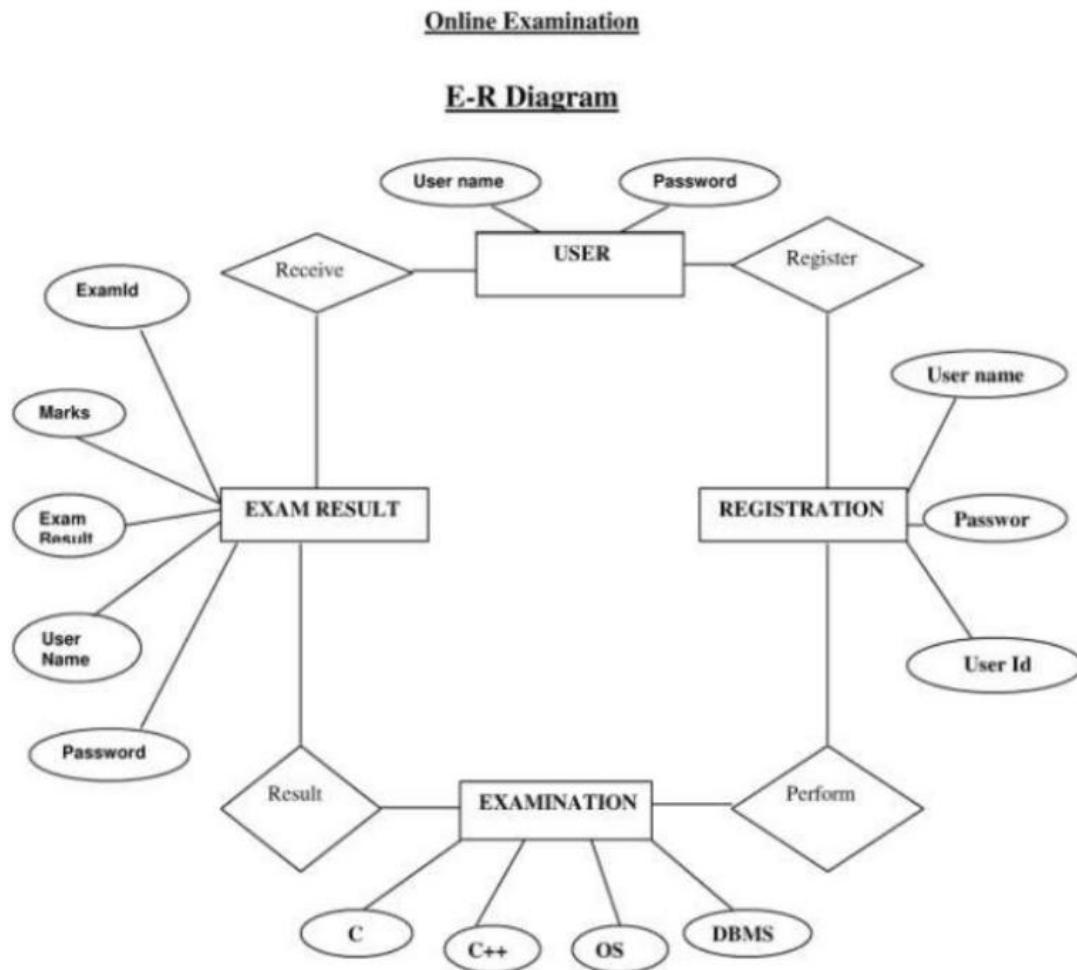 Online Examination
E-R Diagram
User name
Password
USER
Receive
Register
ExamId
User name
Marks
EXAM RESULT
REGISTRATION
Exam
Result
Passwor
User
Name
User Id
Password
Result
EXAMINATION
Perform
C
C++
OS
DBMS